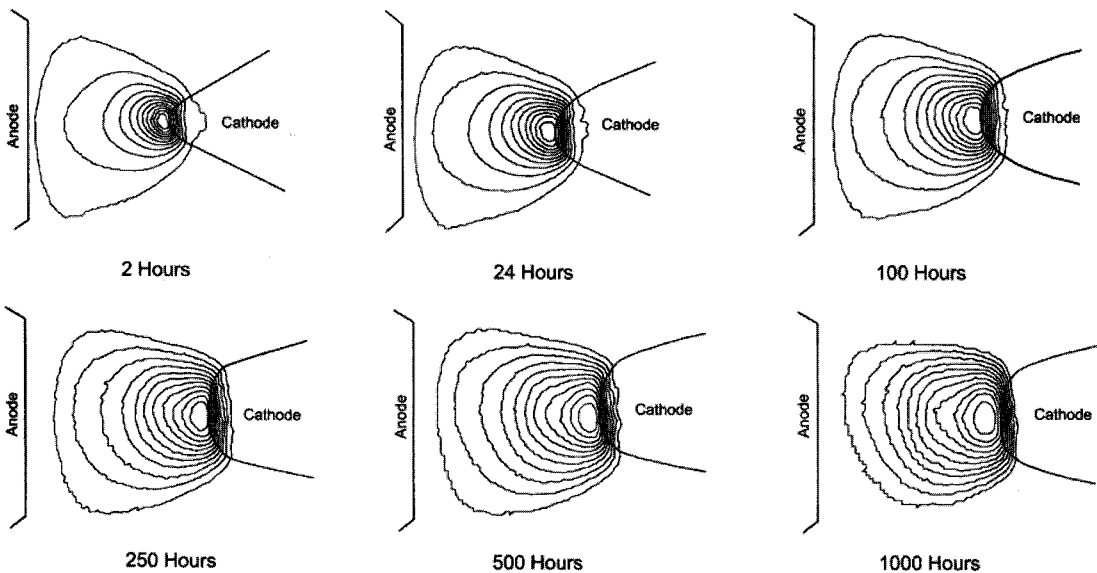 Anode
Cathode
2 Hours
Anode
Cathode
24 Hours
Anode
Cathode
100 Hours
Anode
Cathode
250 Hours
Anode
Cathode
500 Hours
Anode
Cathode
1000 Hours